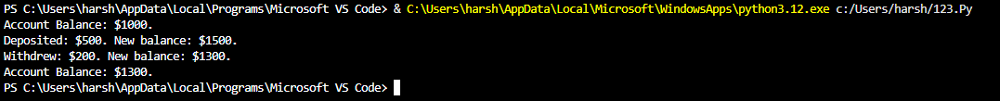 PS C:\Users\harsh\AppData\Local\Programs\Microsoft VS Code> & C:\Users\harsh\AppData\Local\Microsoft\WindowsApps\python3.12.exe c:/Users/harsh/123.Py
Account Balance: $1000.
Deposited: $500. New balance: $1500.
Withdrew: $200. New balance: $1300.
Account Balance: $1300.
PS C:\Users\harsh\AppData\Local\Programs\Microsoft VS Code>